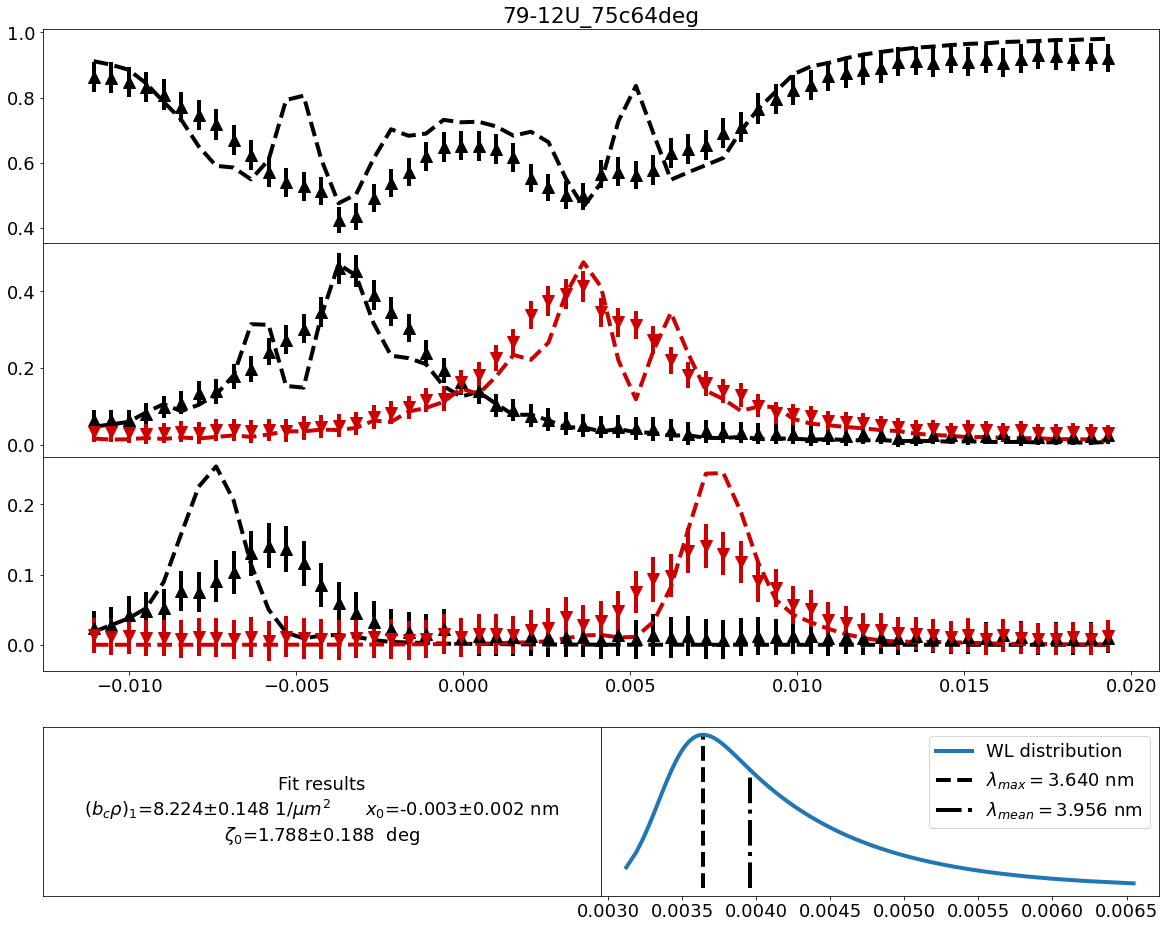 79-12U_75c64deg
1.0
0.8
0.6
0.4
0.4
0.2
0.0
0.2
0.1
0.0
−0.010 −0.005 0.000 0.005 0.010 0.015 0.020
Fit results
(b_cρ)_1=8.224±0.148 1/μm^2 x_0=-0.003±0.002 nm
ζ_0=1.788±0.188 deg
WL distribution
λ_max = 3.640 nm
λ_mean = 3.956 nm
0.0030 0.0035 0.0040 0.0045 0.0050 0.0055 0.0060 0.0065